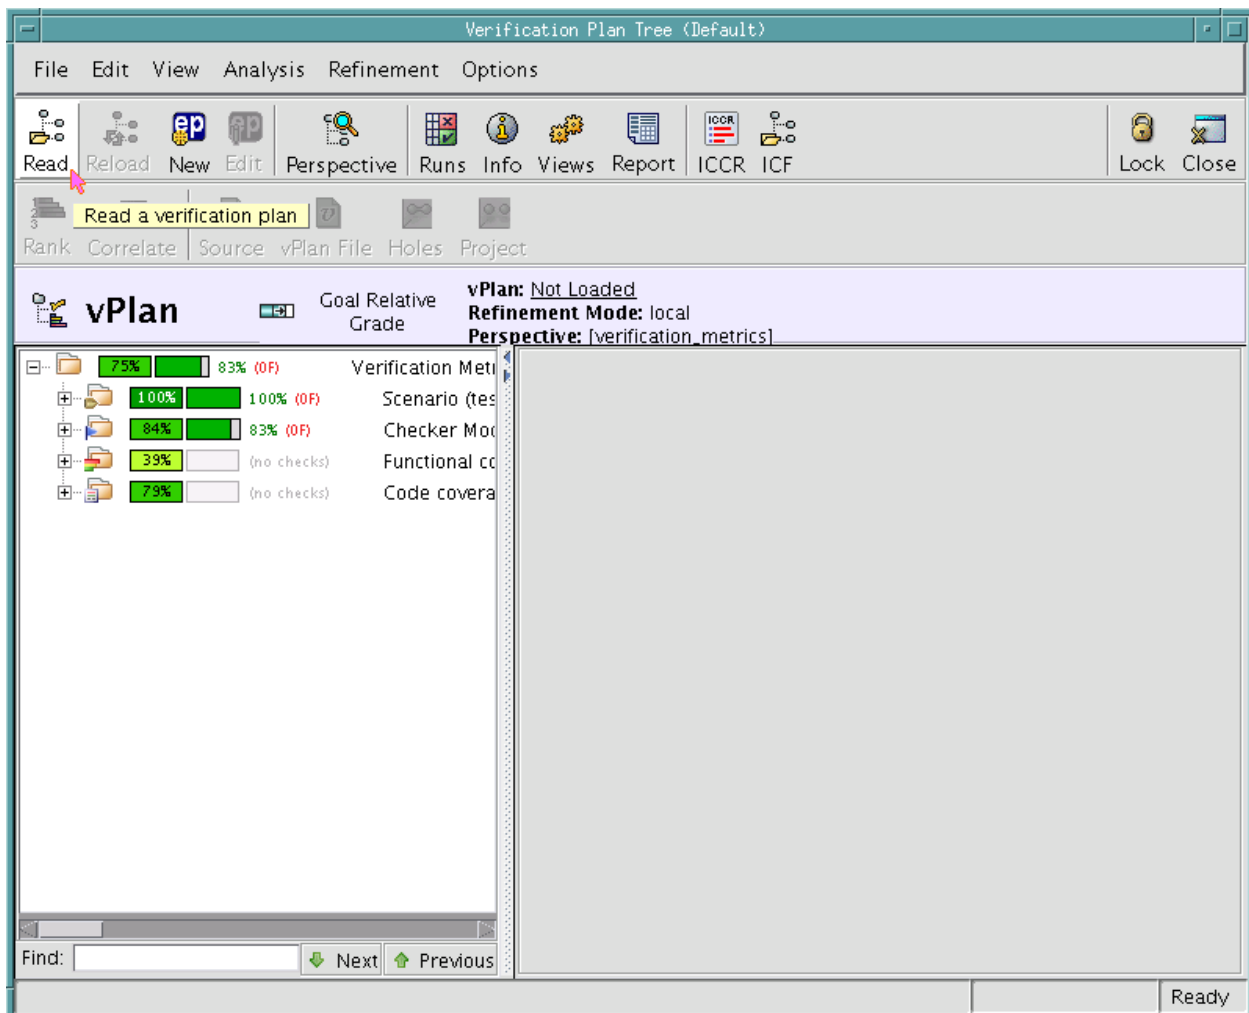 Verification Plan Tree (Default)
File Edit View Analysis Refinement Options
Read Reload New Edit Perspective Runs Info Views Report ICCR ICF Lock Close
Read a verification plan
Rank Correlate Source vPlan File Holes Project
vPlan
Goal Relative
Grade
vPlan: Not Loaded
Refinement Mode: local
Perspective: [verification_metrics]
75% 83% (0F) Verification Met
100% 100% (0F) Scenario (tes
84% 83% (0F) Checker Mo
39% (no checks) Functional co
79% (no checks) Code covera
Find: Next Previous
Ready